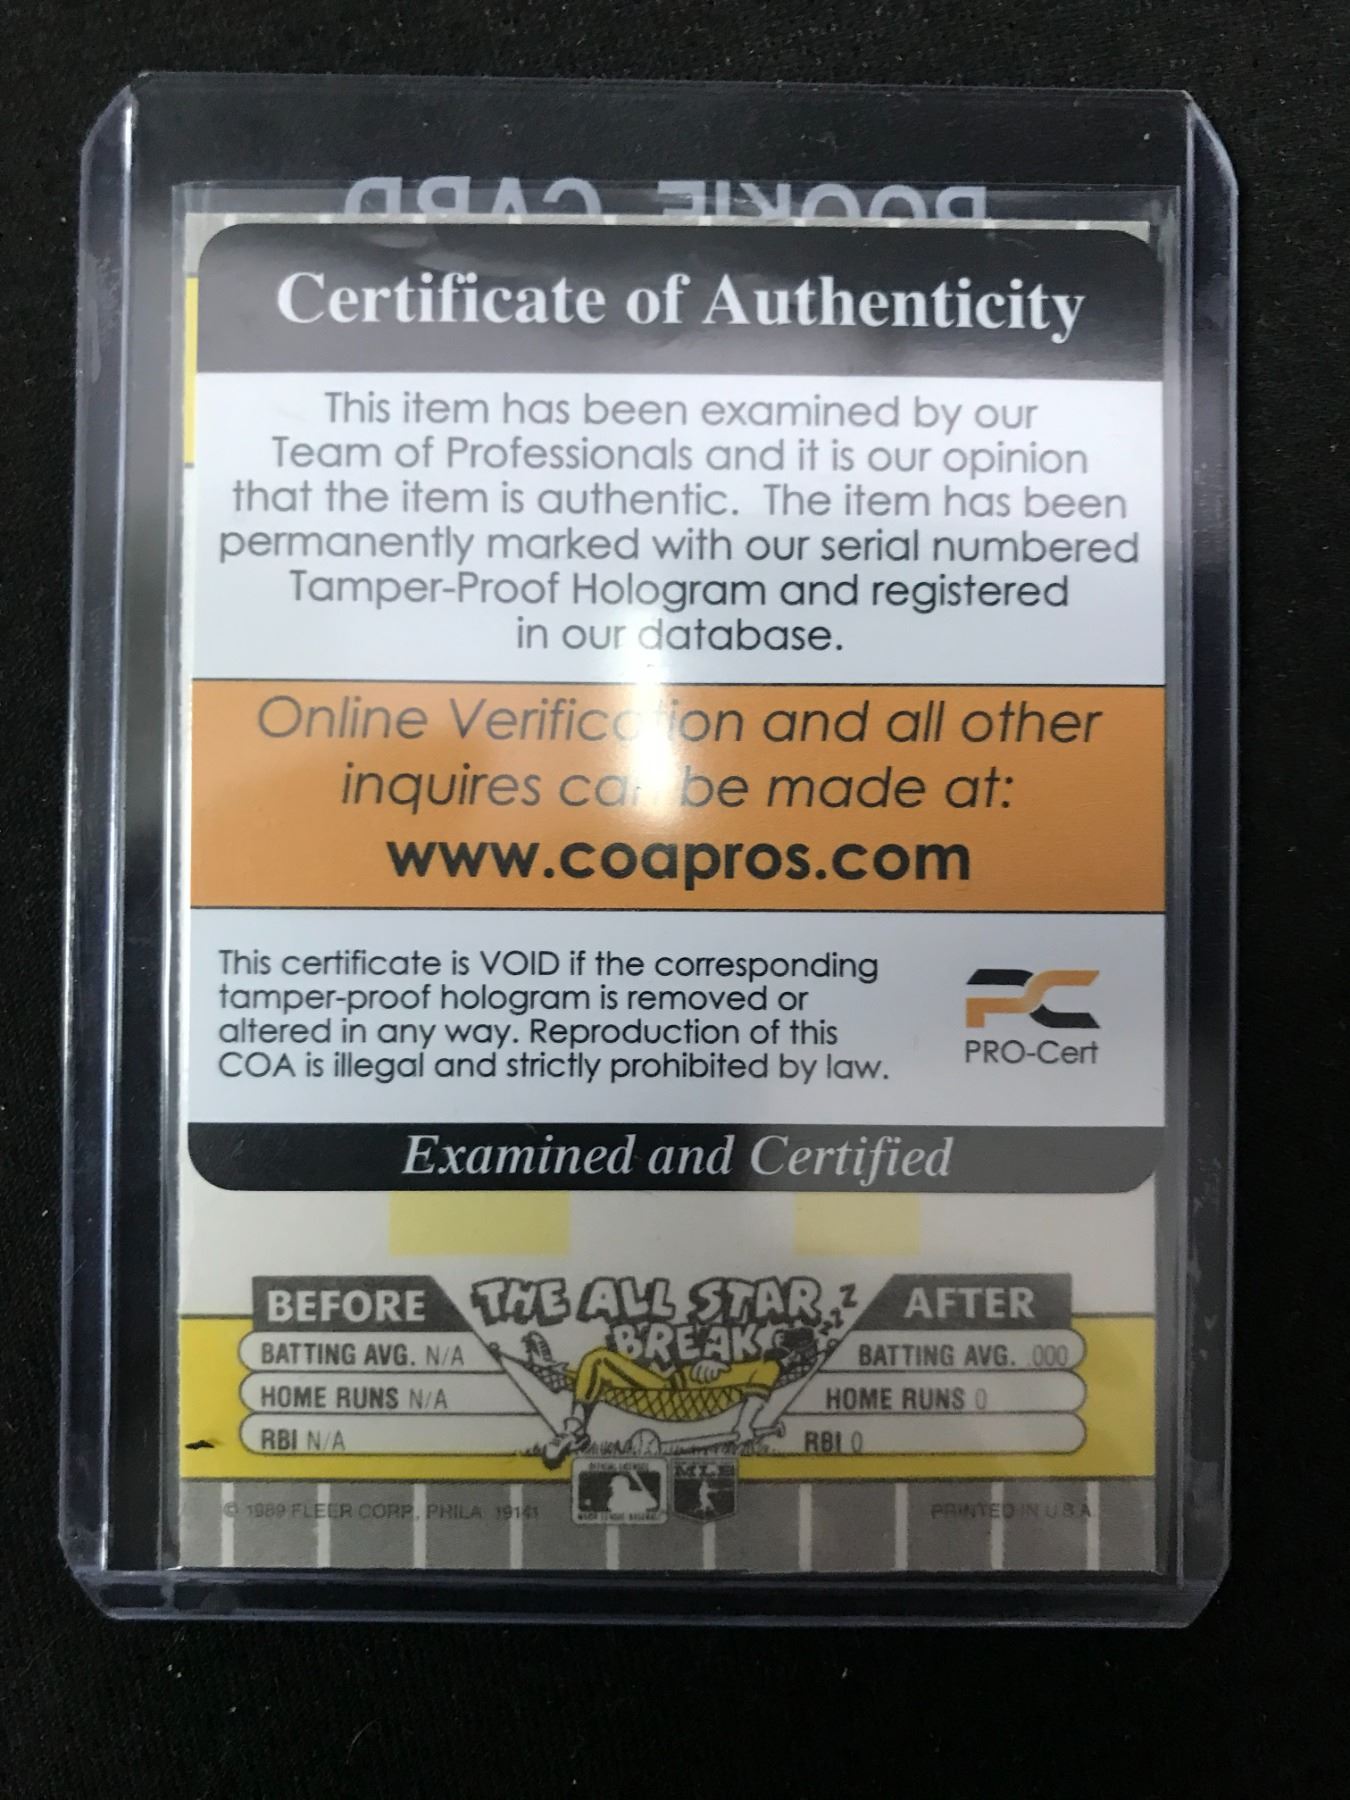 ROOKIE CARD
Certificate of Authenticity
This item has been examined by our
Team of Professionals and it is our opinion
that the item is authentic. The item has been
permanently marked with our serial numbered
Tamper-Proof Hologram and registered
in our database.
Online Verification and all other
inquires can be made at:
www.coapros.com
This certificate is VOID if the corresponding
tamper-proof hologram is removed or
altered in any way. Reproduction of this
COA is illegal and strictly prohibited by law.
PC
PRO-Cert
Examined and Certified
BEFORE
BATTING AVG. N/A
HOME RUNS N/A
RBI N/A
THE ALL STAR
BREAK
ZZZ
AFTER
BATTING AVG. .000
HOME RUNS 0
RBI 0
© 1989 FLEER CORP., PHILA. 19141
MLB
PRINTED IN U.S.A.